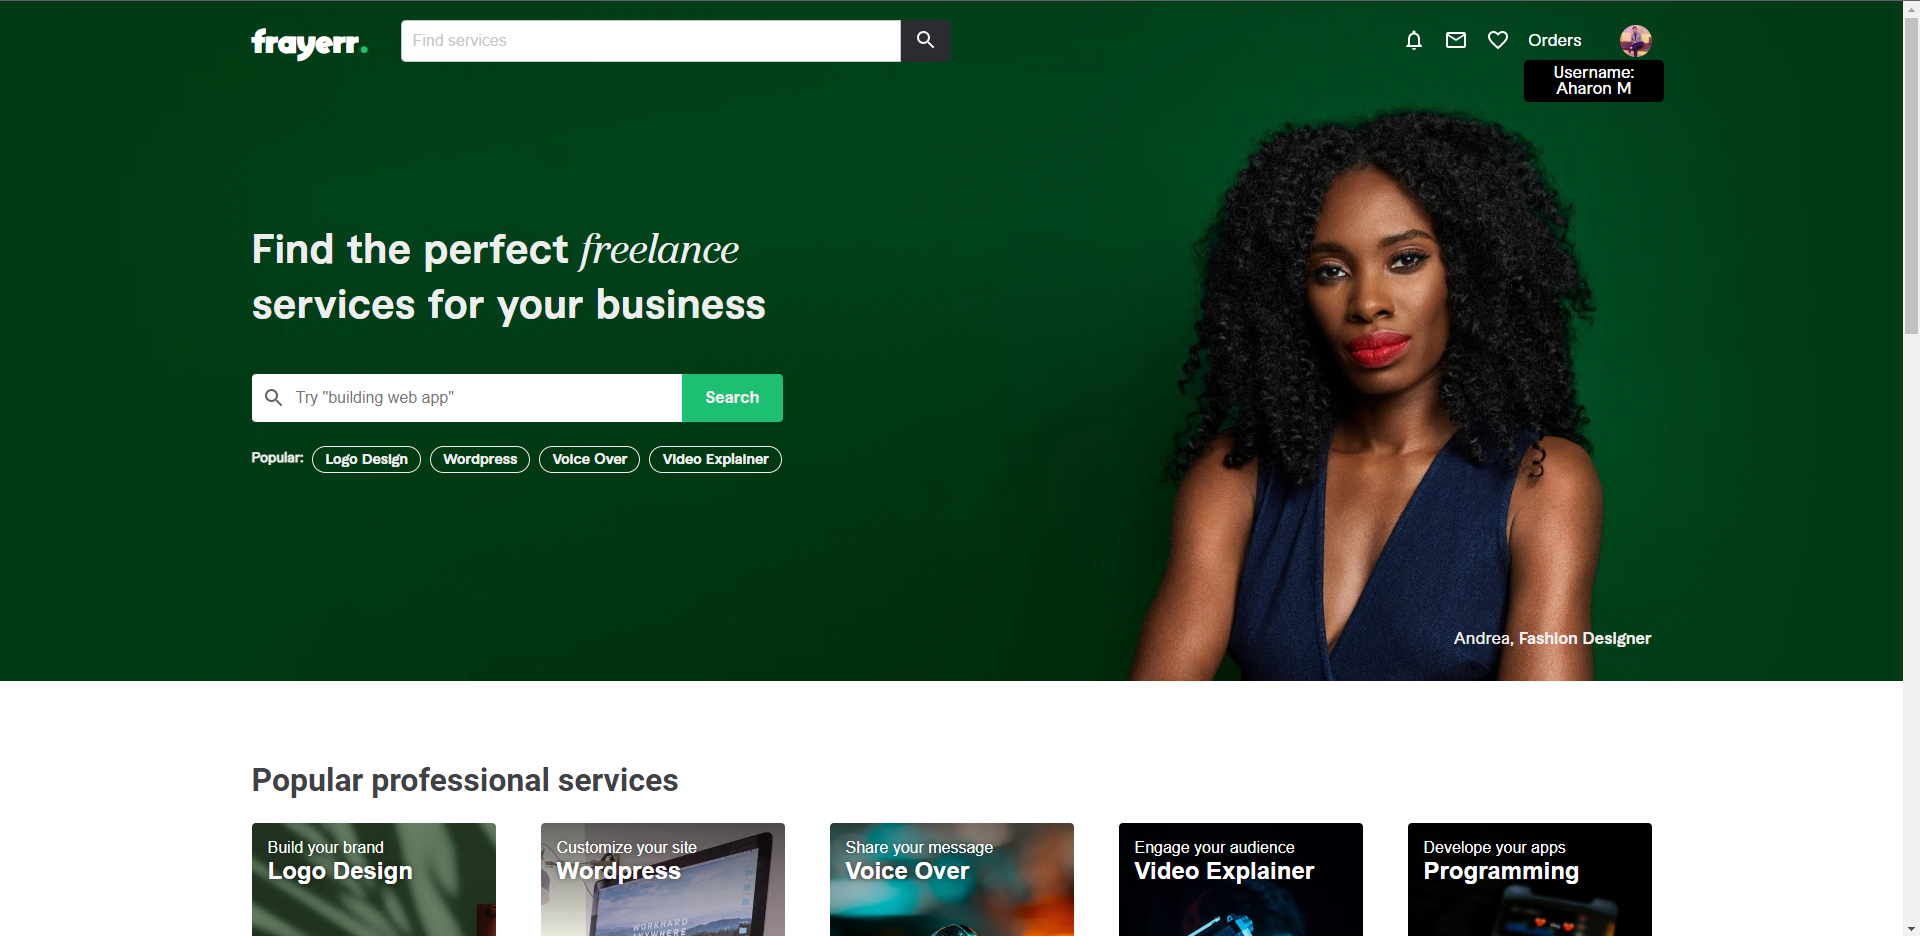 frayerr.
Find services
Orders
Username:
Aharon M
Find the perfect freelance
services for your business
Try "building web app"
Search
Popular:
Logo Design
Wordpress
Voice Over
Video Explainer
Andrea, Fashion Designer
Popular professional services
Build your brand
Logo Design
Customize your site
Wordpress
WORKHARD
ANYWHERE
Share your message
Voice Over
Engage your audience
Video Explainer
Develope your apps
Programming